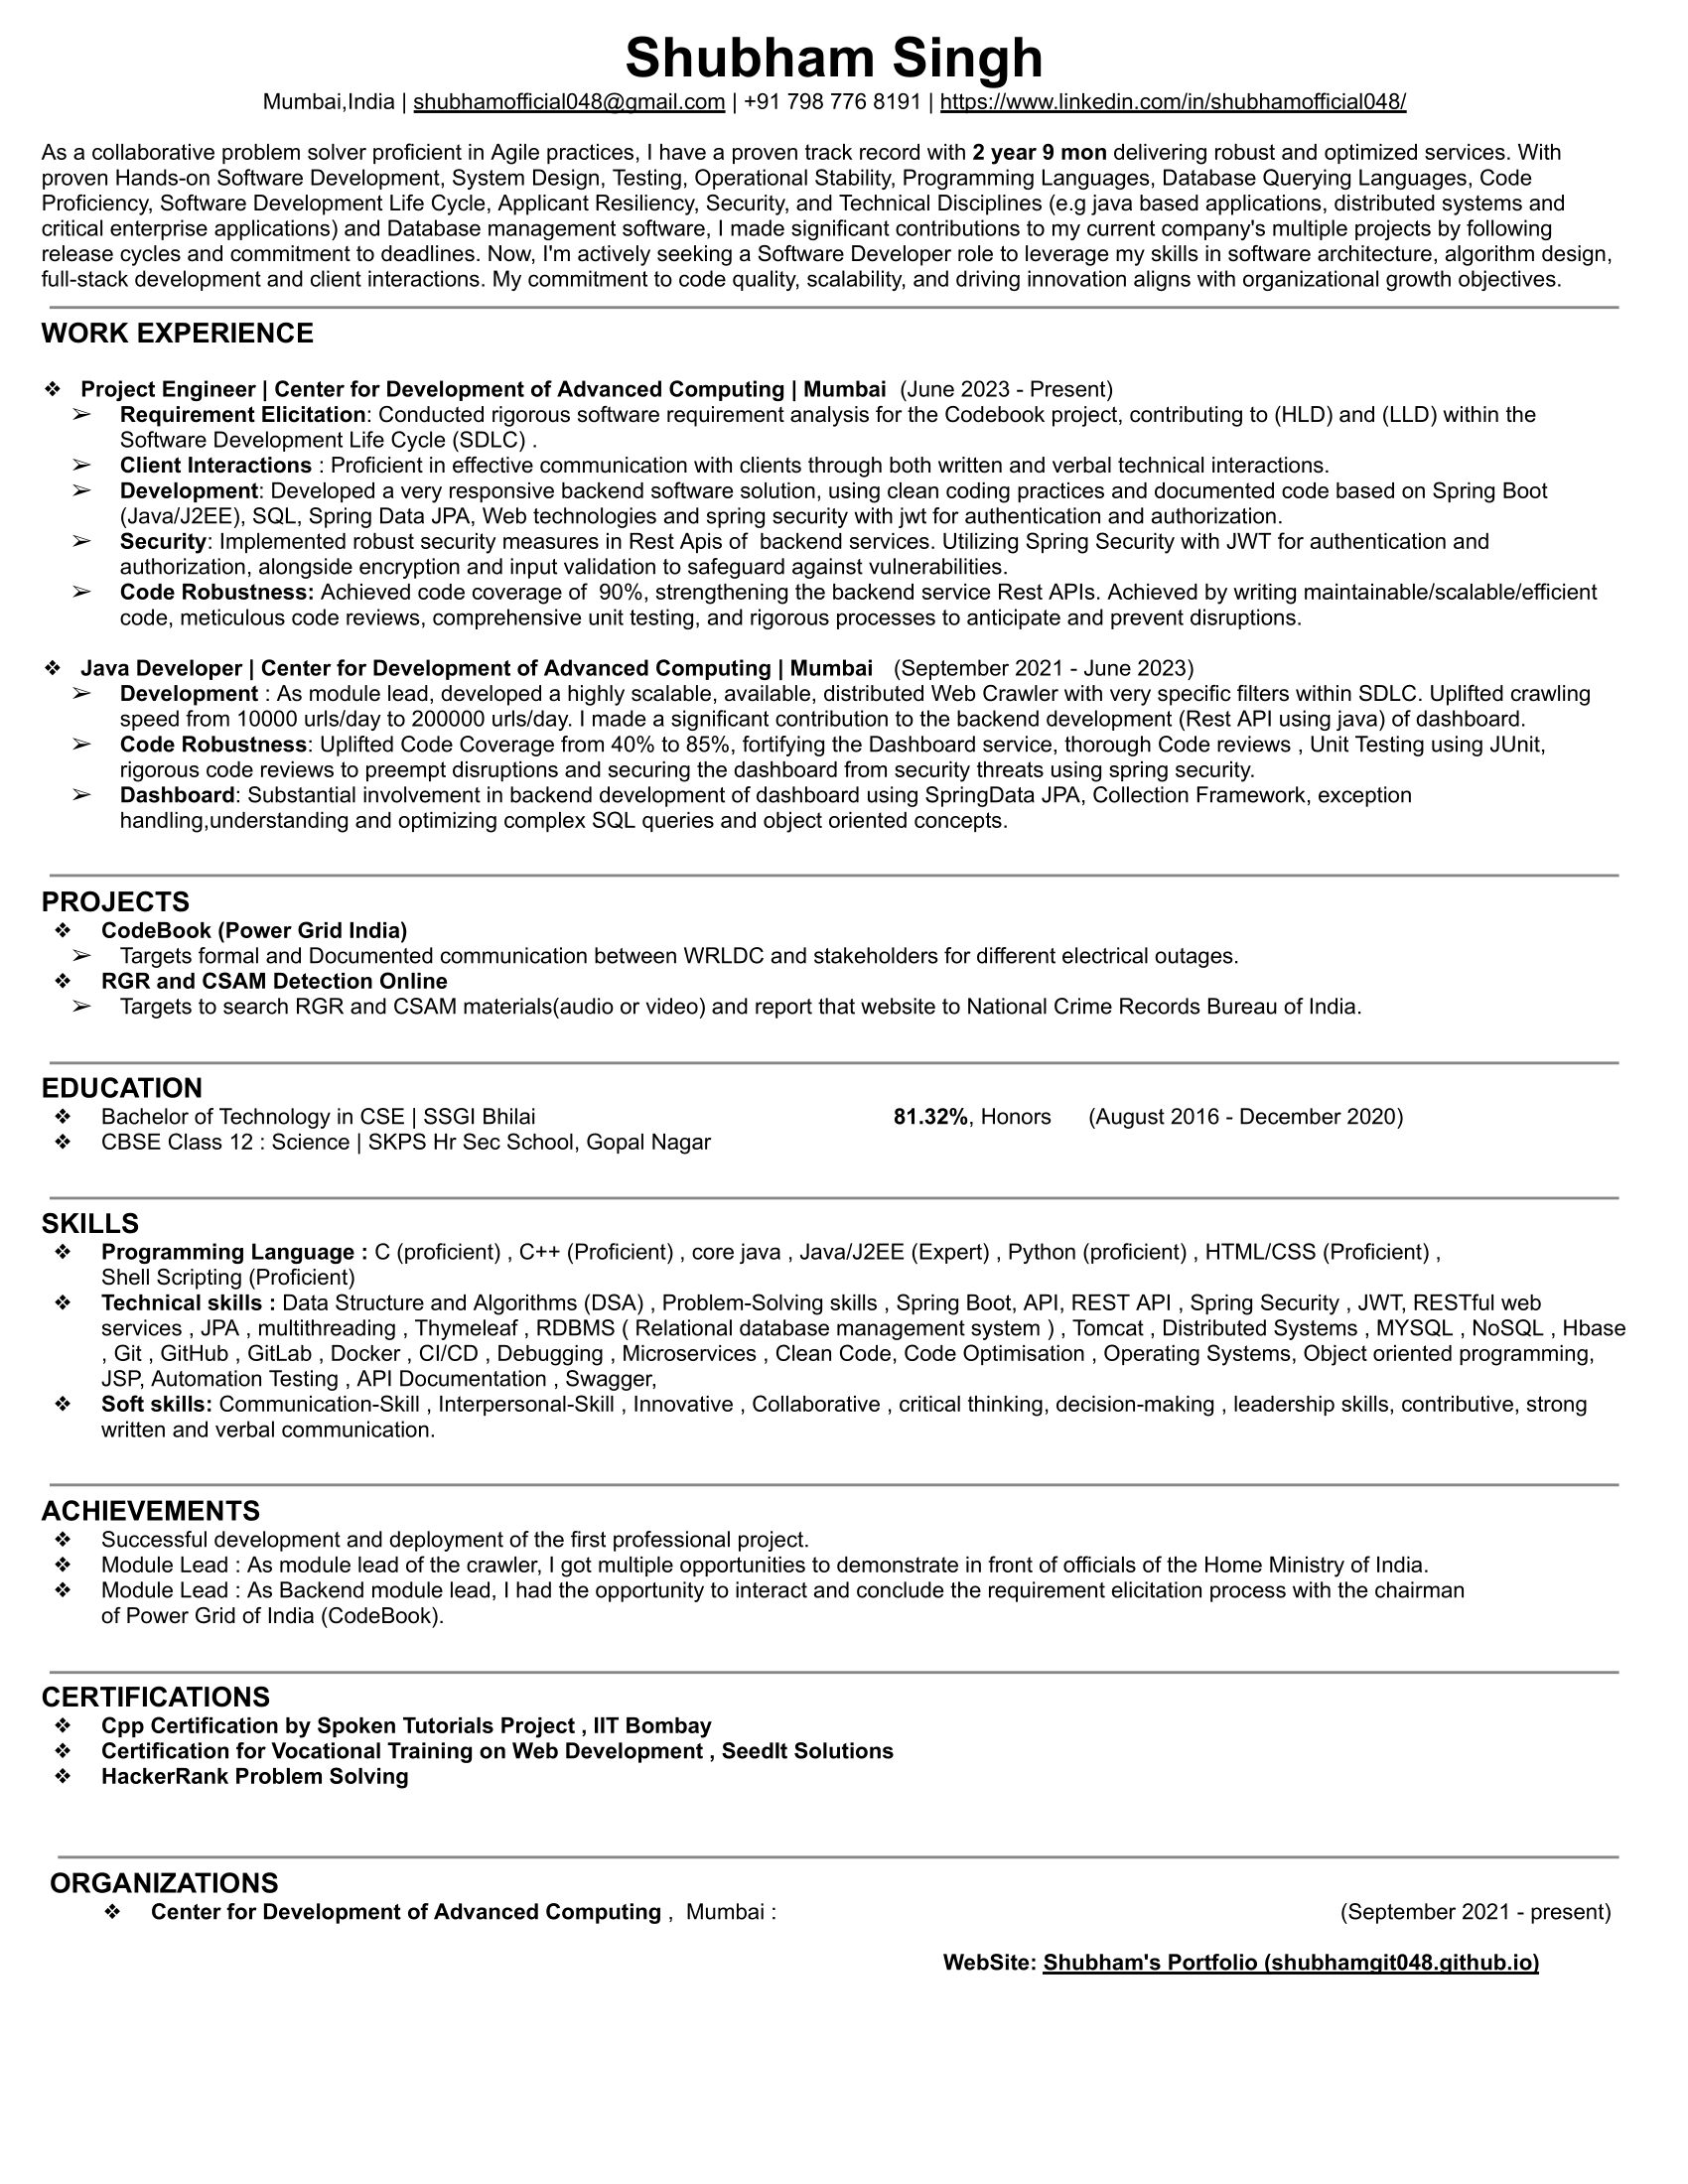 Shubham Singh
Mumbai,India | shubhamofficial048@gmail.com | +91 798 776 8191 | https://www.linkedin.com/in/shubhamofficial048/
As a collaborative problem solver proficient in Agile practices, I have a proven track record with 2 year 9 mon delivering robust and optimized services. With
proven Hands-on Software Development, System Design, Testing, Operational Stability, Programming Languages, Database Querying Languages, Code
Proficiency, Software Development Life Cycle, Applicant Resiliency, Security, and Technical Disciplines (e.g java based applications, distributed systems and
critical enterprise applications) and Database management software, I made significant contributions to my current company's multiple projects by following
release cycles and commitment to deadlines. Now, I'm actively seeking a Software Developer role to leverage my skills in software architecture, algorithm design,
full-stack development and client interactions. My commitment to code quality, scalability, and driving innovation aligns with organizational growth objectives.
WORK EXPERIENCE
❖ Project Engineer | Center for Development of Advanced Computing | Mumbai (June 2023 - Present)
➢ Requirement Elicitation: Conducted rigorous software requirement analysis for the Codebook project, contributing to (HLD) and (LLD) within the
Software Development Life Cycle (SDLC) .
➢ Client Interactions : Proficient in effective communication with clients through both written and verbal technical interactions.
➢ Development: Developed a very responsive backend software solution, using clean coding practices and documented code based on Spring Boot
(Java/J2EE), SQL, Spring Data JPA, Web technologies and spring security with jwt for authentication and authorization.
➢ Security: Implemented robust security measures in Rest Apis of backend services. Utilizing Spring Security with JWT for authentication and
authorization, alongside encryption and input validation to safeguard against vulnerabilities.
➢ Code Robustness: Achieved code coverage of 90%, strengthening the backend service Rest APIs. Achieved by writing maintainable/scalable/efficient
code, meticulous code reviews, comprehensive unit testing, and rigorous processes to anticipate and prevent disruptions.
❖ Java Developer | Center for Development of Advanced Computing | Mumbai (September 2021 - June 2023)
➢ Development : As module lead, developed a highly scalable, available, distributed Web Crawler with very specific filters within SDLC. Uplifted crawling
speed from 10000 urls/day to 200000 urls/day. I made a significant contribution to the backend development (Rest API using java) of dashboard.
➢ Code Robustness: Uplifted Code Coverage from 40% to 85%, fortifying the Dashboard service, thorough Code reviews , Unit Testing using JUnit,
rigorous code reviews to preempt disruptions and securing the dashboard from security threats using spring security.
➢ Dashboard: Substantial involvement in backend development of dashboard using SpringData JPA, Collection Framework, exception
handling,understanding and optimizing complex SQL queries and object oriented concepts.
PROJECTS
❖ CodeBook (Power Grid India)
➢ Targets formal and Documented communication between WRLDC and stakeholders for different electrical outages.
❖ RGR and CSAM Detection Online
➢ Targets to search RGR and CSAM materials(audio or video) and report that website to National Crime Records Bureau of India.
EDUCATION
❖ Bachelor of Technology in CSE | SSGI Bhilai 81.32%, Honors (August 2016 - December 2020)
❖ CBSE Class 12 : Science | SKPS Hr Sec School, Gopal Nagar
SKILLS
❖ Programming Language : C (proficient) , C++ (Proficient) , core java , Java/J2EE (Expert) , Python (proficient) , HTML/CSS (Proficient) ,
Shell Scripting (Proficient)
❖ Technical skills : Data Structure and Algorithms (DSA) , Problem-Solving skills , Spring Boot, API, REST API , Spring Security , JWT, RESTful web
services , JPA , multithreading , Thymeleaf , RDBMS ( Relational database management system ) , Tomcat , Distributed Systems , MYSQL , NoSQL , Hbase
, Git , GitHub , GitLab , Docker , CI/CD , Debugging , Microservices , Clean Code, Code Optimisation , Operating Systems, Object oriented programming,
JSP, Automation Testing , API Documentation , Swagger,
❖ Soft skills: Communication-Skill , Interpersonal-Skill , Innovative , Collaborative , critical thinking, decision-making , leadership skills, contributive, strong
written and verbal communication.
ACHIEVEMENTS
❖ Successful development and deployment of the first professional project.
❖ Module Lead : As module lead of the crawler, I got multiple opportunities to demonstrate in front of officials of the Home Ministry of India.
❖ Module Lead : As Backend module lead, I had the opportunity to interact and conclude the requirement elicitation process with the chairman
of Power Grid of India (CodeBook).
CERTIFICATIONS
❖ Cpp Certification by Spoken Tutorials Project , IIT Bombay
❖ Certification for Vocational Training on Web Development , SeedIt Solutions
❖ HackerRank Problem Solving
ORGANIZATIONS
❖ Center for Development of Advanced Computing , Mumbai : (September 2021 - present)
WebSite: Shubham's Portfolio (shubhamgit048.github.io)